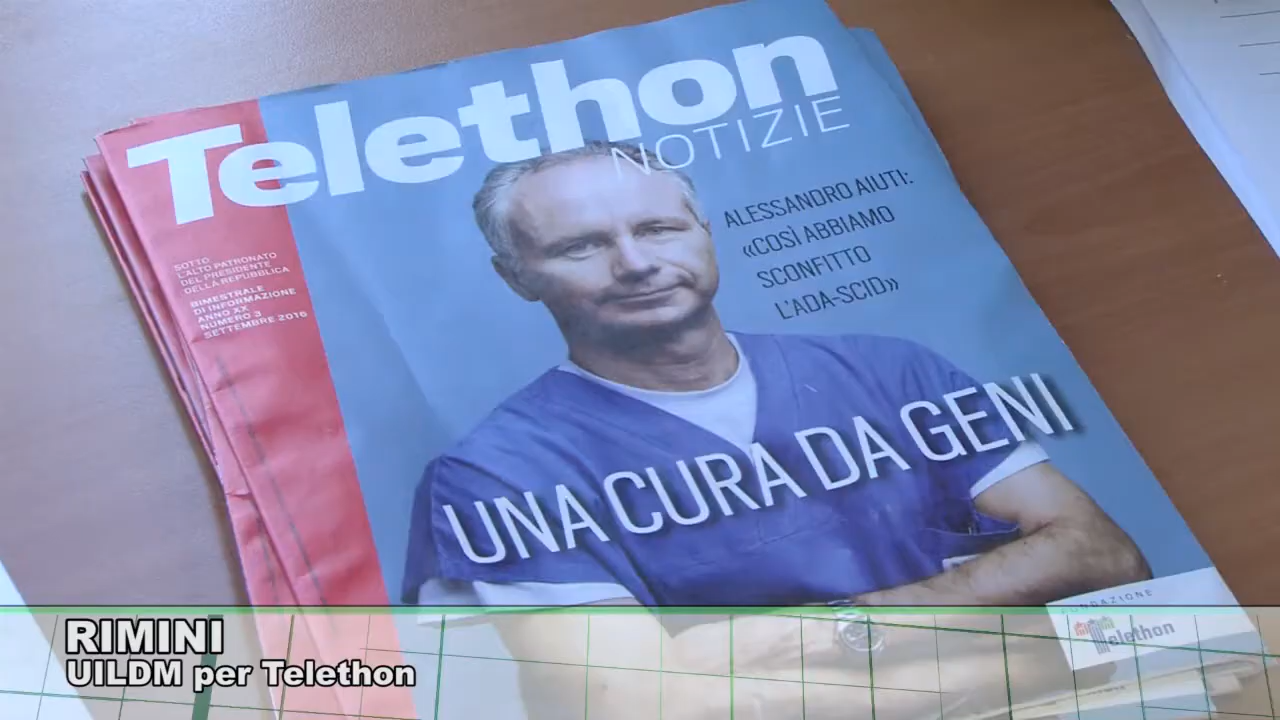 Telethon
NOTIZIE
SOTTO
L'ALTO PATRONATO
DEL PRESIDENTE
DELLA REPUBBLICA
BIMESTRALE
DI INFORMAZIONE
ANNO XX
NUMERO 3
SETTEMBRE 2016
ALESSANDRO AIUTI:
«COSÌ ABBIAMO
SCONFITTO
L'ADA-SCID»
UNA CURA DA GENI
FONDAZIONE
Telethon
RIMINI
UILDM per Telethon